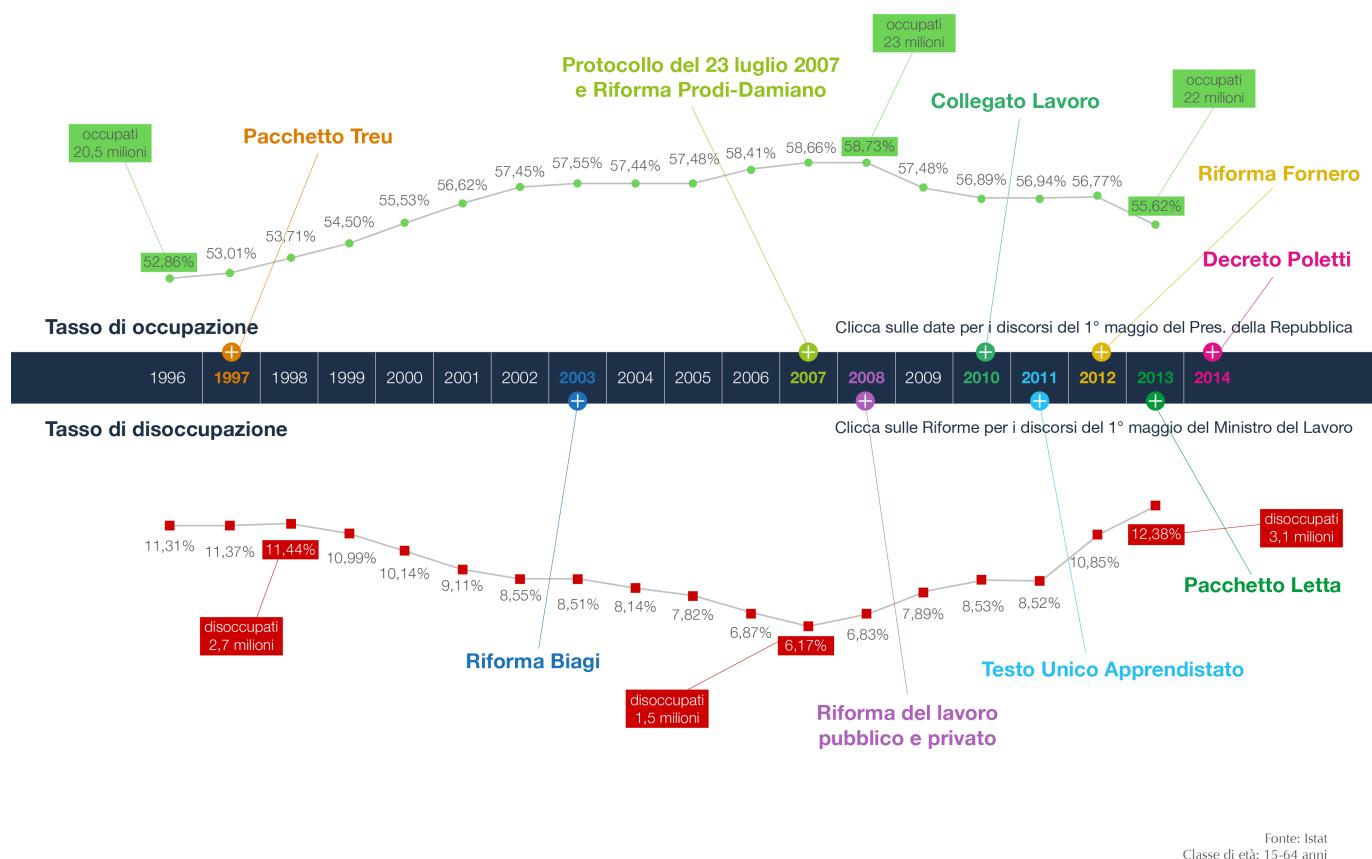 occupati
23 milioni
Protocollo del 23 luglio 2007
e Riforma Prodi-Damiano
occupati
22 milioni
Collegato Lavoro
occupati
20,5 milioni
Pacchetto Treu
Riforma Fornero
52,86%
53,01%
53,71%
54,50%
55,53%
56,62%
57,45%
57,55%
57,44%
57,48%
58,41%
58,66%
58,73%
57,48%
56,89%
56,94%
56,77%
55,62%
Decreto Poletti
Tasso di occupazione
Clicca sulle date per i discorsi del 1° maggio del Pres. della Repubblica
1996 1997 1998 1999 2000 2001 2002 2003 2004 2005 2006 2007 2008 2009 2010 2011 2012 2013 2014
Tasso di disoccupazione
Clicca sulle Riforme per i discorsi del 1° maggio del Ministro del Lavoro
11,31%
11,37%
11,44%
10,99%
10,14%
9,11%
8,55%
8,51%
8,14%
7,82%
6,87%
6,17%
6,83%
7,89%
8,53%
8,52%
10,85%
12,38%
disoccupati
3,1 milioni
Pacchetto Letta
disoccupati
2,7 milioni
Riforma Biagi
Testo Unico Apprendistato
disoccupati
1,5 milioni
Riforma del lavoro
pubblico e privato
Fonte: Istat
Classe di età: 15-64 anni